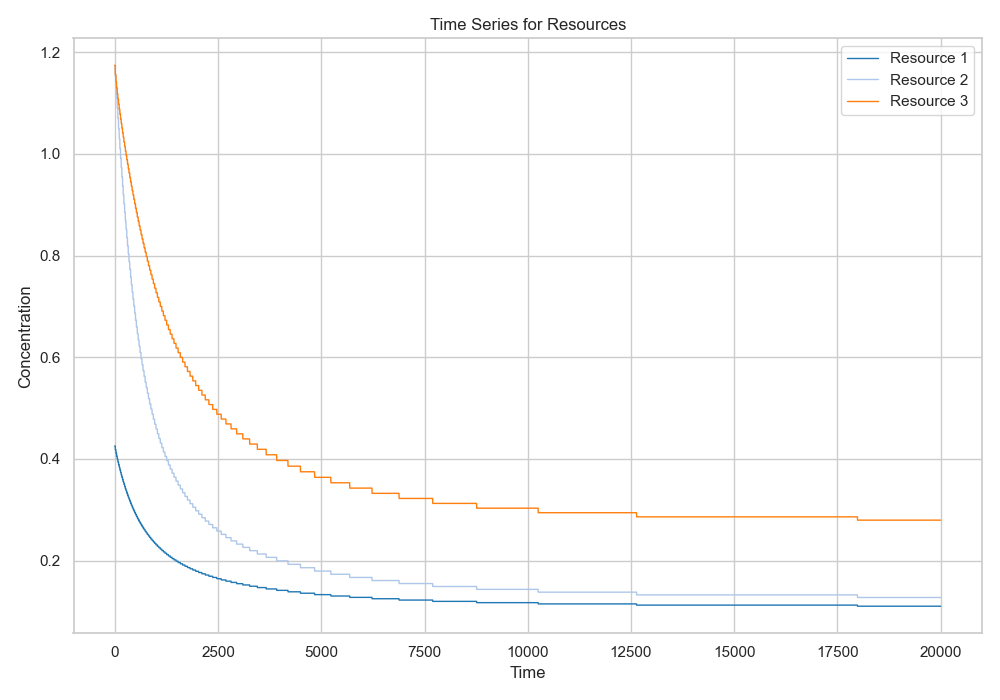 Time Series for Resources
Resource 1
Resource 2
Resource 3
Concentration
1.2
1.0
0.8
0.6
0.4
0.2
0 2500 5000 7500 10000 12500 15000 17500 20000
Time